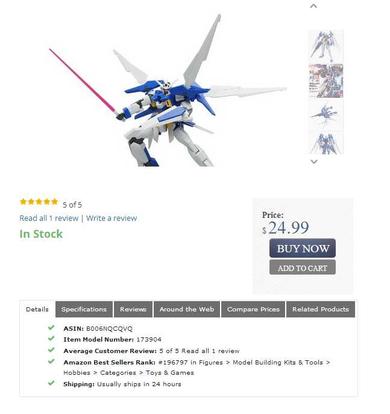 5 of 5
Read all 1 review | Write a review
In Stock
Price:
$ 24.99
BUY NOW
ADD TO CART
Details
Specifications
Reviews
Around the Web
Compare Prices
Related Products
ASIN: B006NQCQVQ
Item Model Number: 173904
Average Customer Review: 5 of 5 Read all 1 review
Amazon Best Sellers Rank: #196797 in Figures > Model Building Kits & Tools >
Hobbies > Categories > Toys & Games
Shipping: Usually ships in 24 hours